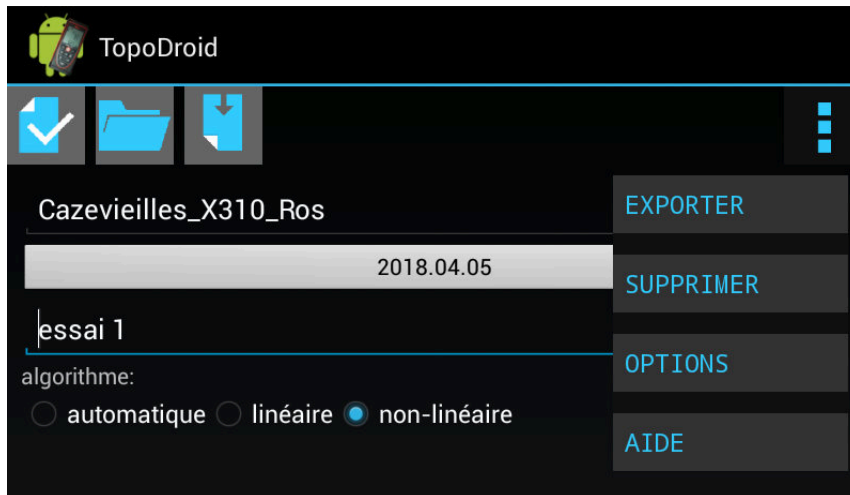 TopoDroid
Cazevieilles_X310_Ros
2018.04.05
essai 1
algorithme:
automatique linéaire non-linéaire
EXPORTER
SUPPRIMER
OPTIONS
AIDE